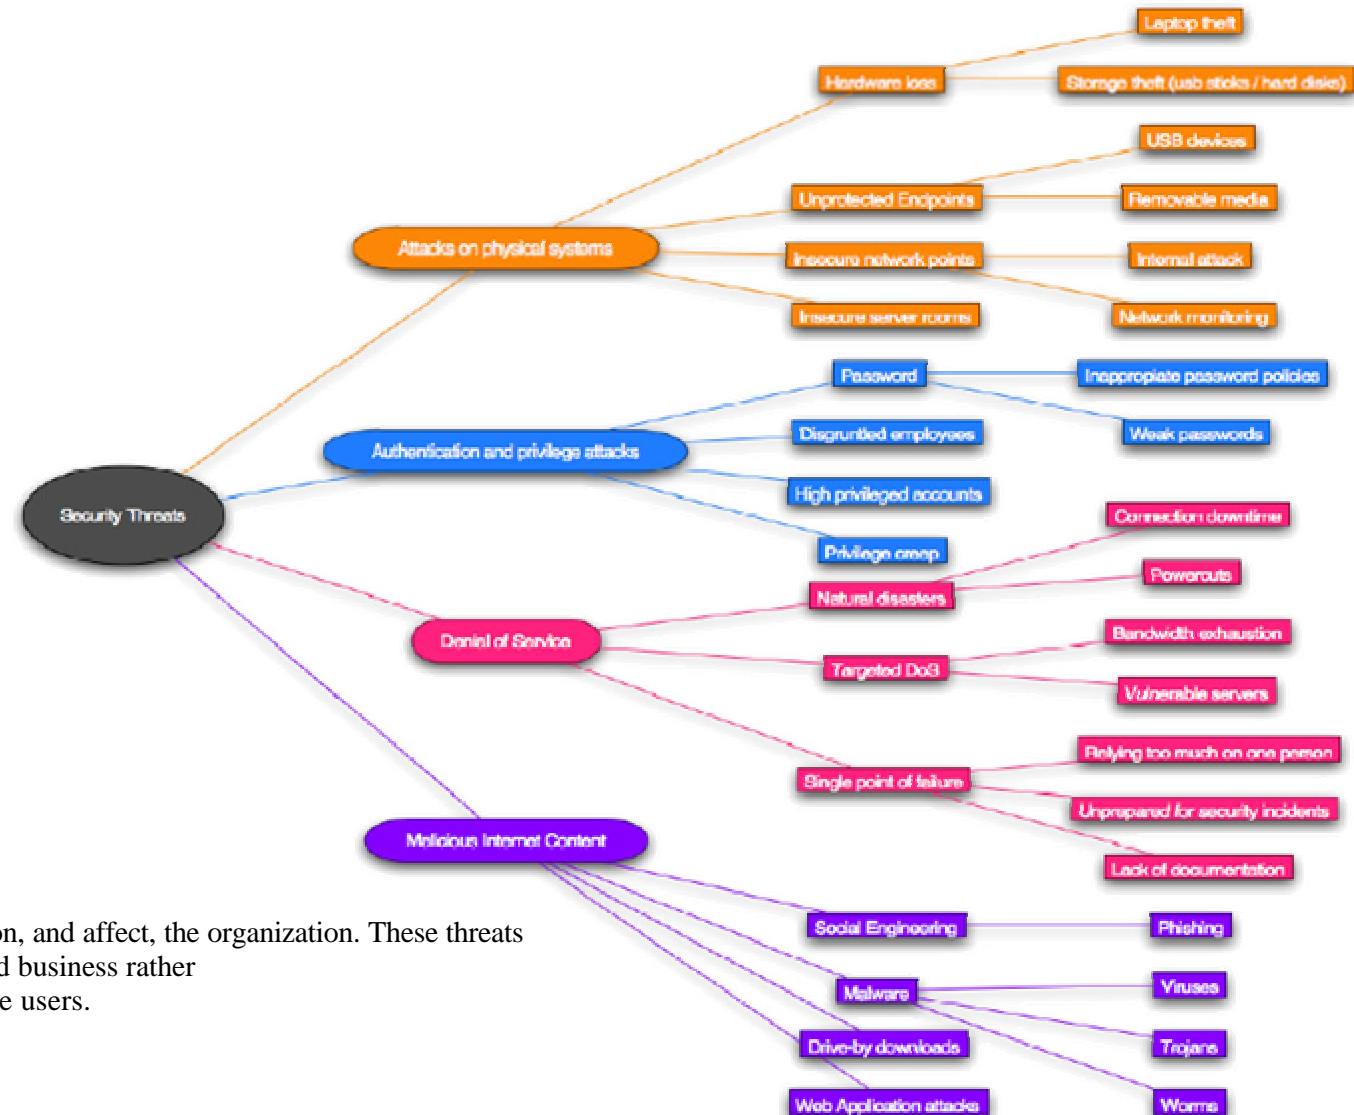 Laptop theft
Hardware loss
Storage theft (usb sticks / hard disks)
USB devices
Unprotected Endpoints
Removable media
Attacks on physical systems
Insecure network points
Internal attack
Insecure server rooms
Network monitoring
Password
Inappropiate password policies
Authentication and privilege attacks
Disgruntled employees
Weak passwords
High privileged accounts
Security Threats
Connection downtime
Privilege creep
Powercuts
Natural disasters
Denial of Service
Bandwidth exhaustion
Targeted DoS
Vulnerable servers
Relying too much on one person
Single point of failure
Unprepared for security incidents
Malicious Internet Content
Lack of documentation
Social Engineering
Phishing
on, and affect, the organization. These threats
d business rather
e users.
Malware
Viruses
Drive-by downloads
Trojans
Web Application attacks
Worms